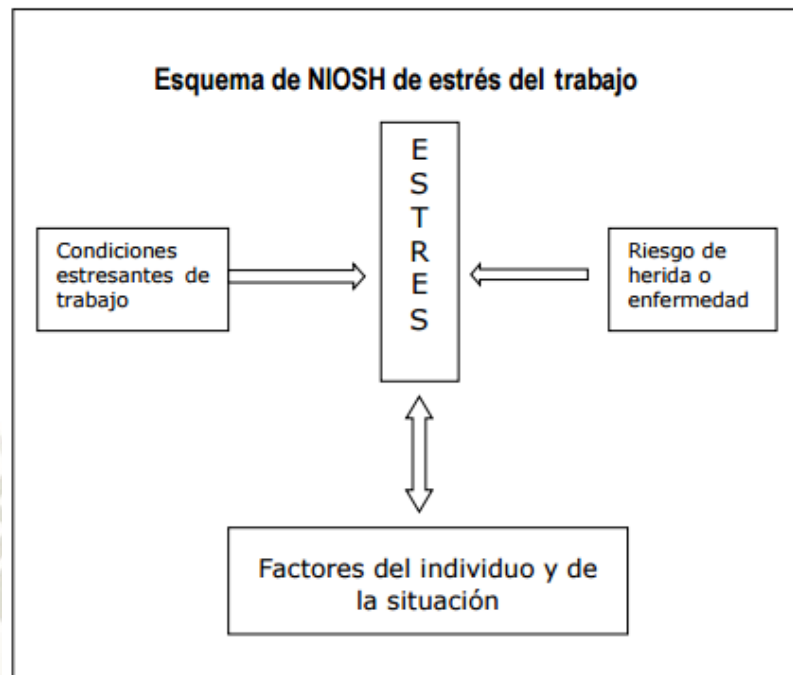 Esquema de NIOSH de estrés del trabajo
E
S
T
R
E
S
Condiciones
estresantes de
trabajo
Riesgo de
herida o
enfermedad
Factores del individuo y de
la situación